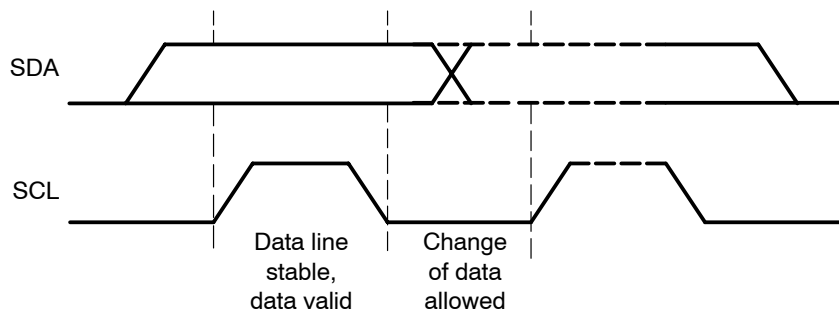 SDA
SCL
Data line
stable,
data valid
Change
of data
allowed